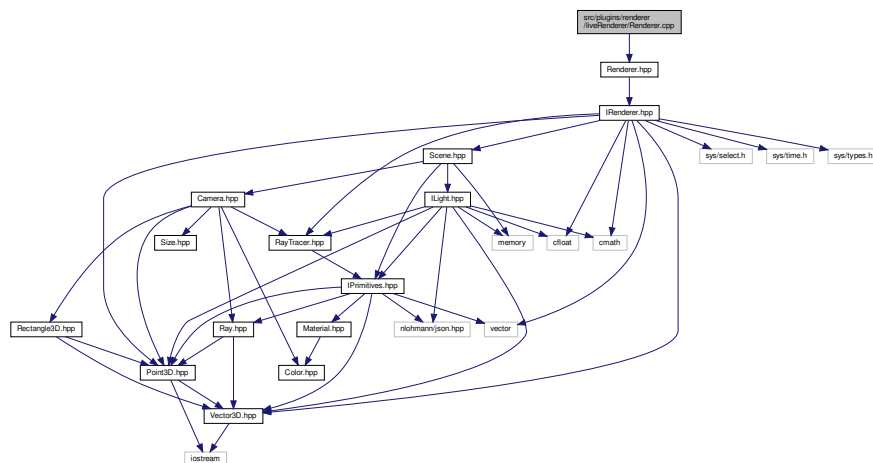 src/plugins/renderer
/liveRenderer/Renderer.cpp
Renderer.hpp
IRenderer.hpp
Scene.hpp
sys/select.h
sys/time.h
sys/types.h
Camera.hpp
ILight.hpp
Size.hpp
RayTracer.hpp
memory
cfloat
cmath
IPrimitives.hpp
Rectangle3D.hpp
Ray.hpp
Material.hpp
nlohmann/json.hpp
vector
Point3D.hpp
Color.hpp
Vector3D.hpp
iostream